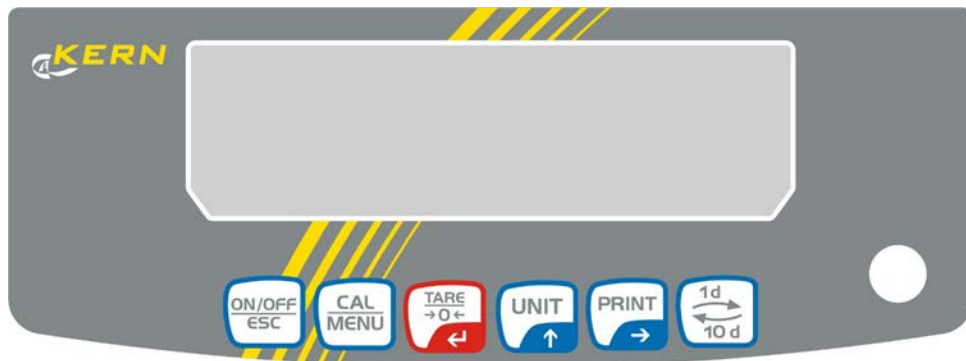 KERN
ON/OFF
ESC
CAL
MENU
TARE
→0←
UNIT
PRINT
1d
10 d